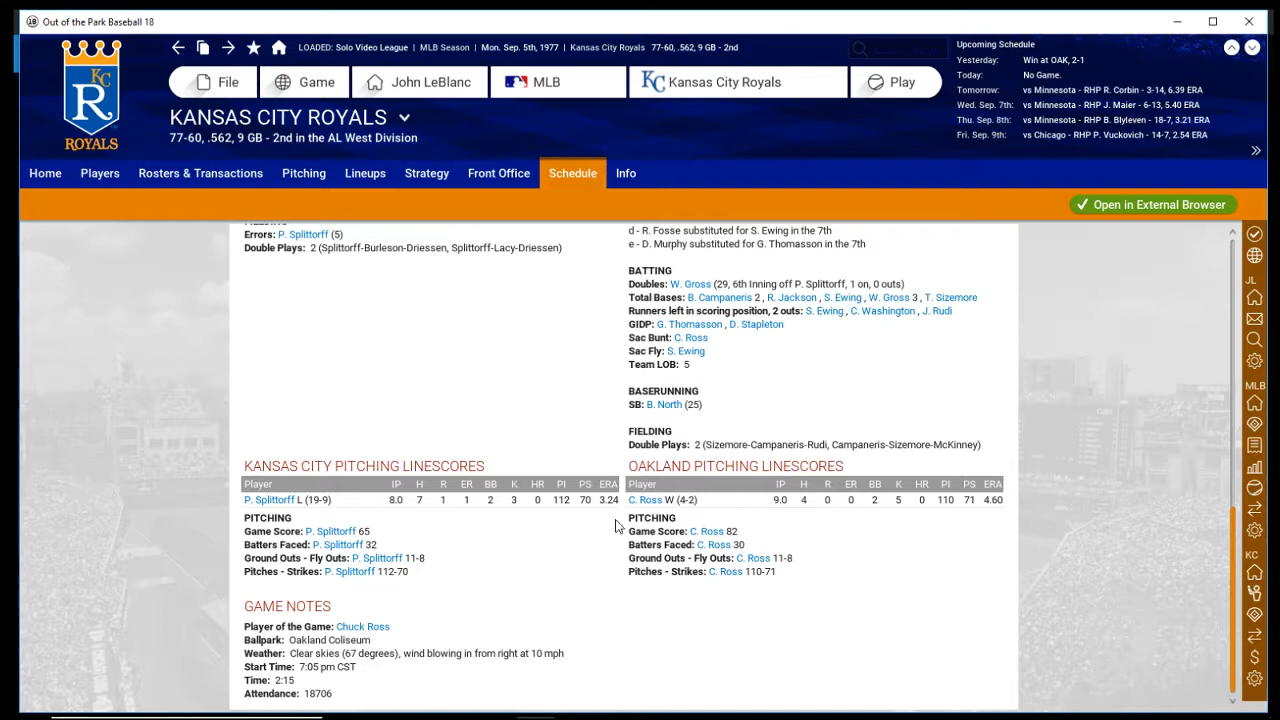 Out of the Park Baseball 18
LOADED: Solo Video League | MLB Season | Mon. Sep. 5th, 1977 | Kansas City Royals 77-60, .562, 9 GB - 2nd
Upcoming Schedule
Yesterday: Win at OAK, 2-1
Today: No Game.
Tomorrow: vs Minnesota - RHP R. Corbin - 3-14, 6.39 ERA
Wed. Sep. 7th: vs Minnesota - RHP J. Maier - 6-13, 5.40 ERA
Thu. Sep. 8th: vs Minnesota - RHP B. Blyleven - 18-7, 3.21 ERA
Fri. Sep. 9th: vs Chicago - RHP P. Vuckovich - 14-7, 2.54 ERA
KC
R
ROYALS
File Game John LeBlanc MLB KC Kansas City Royals Play
KANSAS CITY ROYALS
77-60, .562, 9 GB - 2nd in the AL West Division
Home Players Rosters & Transactions Pitching Lineups Strategy Front Office Schedule Info
Open in External Browser
Errors: P. Splittorff (5)
Double Plays: 2 (Splittorff-Burleson-Driessen, Splittorff-Lacy-Driessen)
d - R. Fosse substituted for S. Ewing in the 7th
e - D. Murphy substituted for G. Thomasson in the 7th
BATTING
Doubles: W. Gross (29, 6th Inning off P. Splittorff, 1 on, 0 outs)
Total Bases: B. Campaneris 2 , R. Jackson , S. Ewing , W. Gross 3 , T. Sizemore
Runners left in scoring position, 2 outs: S. Ewing , C. Washington , J. Rudi
GIDP: G. Thomasson , D. Stapleton
Sac Bunt: C. Ross
Sac Fly: S. Ewing
Team LOB: 5
BASERUNNING
SB: B. North (25)
FIELDING
Double Plays: 2 (Sizemore-Campaneris-Rudi, Campaneris-Sizemore-McKinney)
KANSAS CITY PITCHING LINESCORES
Player IP H R ER BB K HR PI PS ERA
P. Splittorff L (19-9) 8.0 7 1 1 2 3 0 112 70 3.24
PITCHING
Game Score: P. Splittorff 65
Batters Faced: P. Splittorff 32
Ground Outs - Fly Outs: P. Splittorff 11-8
Pitches - Strikes: P. Splittorff 112-70
OAKLAND PITCHING LINESCORES
Player IP H R ER BB K HR PI PS ERA
C. Ross W (4-2) 9.0 4 0 0 2 5 0 110 71 4.60
PITCHING
Game Score: C. Ross 82
Batters Faced: C. Ross 30
Ground Outs - Fly Outs: C. Ross 11-8
Pitches - Strikes: C. Ross 110-71
GAME NOTES
Player of the Game: Chuck Ross
Ballpark: Oakland Coliseum
Weather: Clear skies (67 degrees), wind blowing in from right at 10 mph
Start Time: 7:05 pm CST
Time: 2:15
Attendance: 18706
JL
MLB
KC